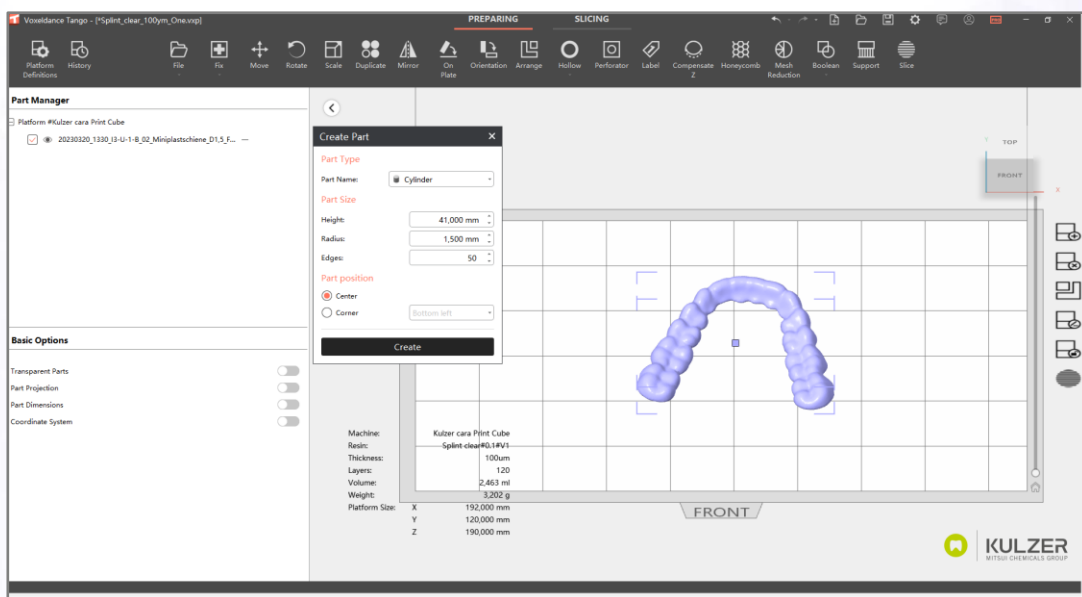 Voxeldance Tango - [*Splint_clear_100ym_One.vxp]
PREPARING
SLICING
Platform Definitions
History
File
Fix
Move
Rotate
Scale
Duplicate
Mirror
On Plate
Orientation
Arrange
Hollow
Perforator
Label
Compensate Z
Honeycomb
Mesh Reduction
Boolean
Support
Slice
Part Manager
Platform #Kulzer cara Print Cube
20230320_1330_I3-U-1-B_02_Miniplastschiene_D1,5_F...
Create Part
Part Type
Part Name: Cylinder
Part Size
Height: 41,000 mm
Radius: 1,500 mm
Edges: 50
Part position
Center
Corner Bottom left
Create
Basic Options
Transparent Parts
Part Projection
Part Dimensions
Coordinate System
Machine: Kulzer cara Print Cube
Resin: Splint clear#0.1#V1
Thickness: 100um
Layers: 120
Volume: 2,463 ml
Weight: 3,202 g
Platform Size: X 192,000 mm
Y 120,000 mm
Z 190,000 mm
TOP
FRONT
X
FRONT
KULZER
MITSUI CHEMICALS GROUP